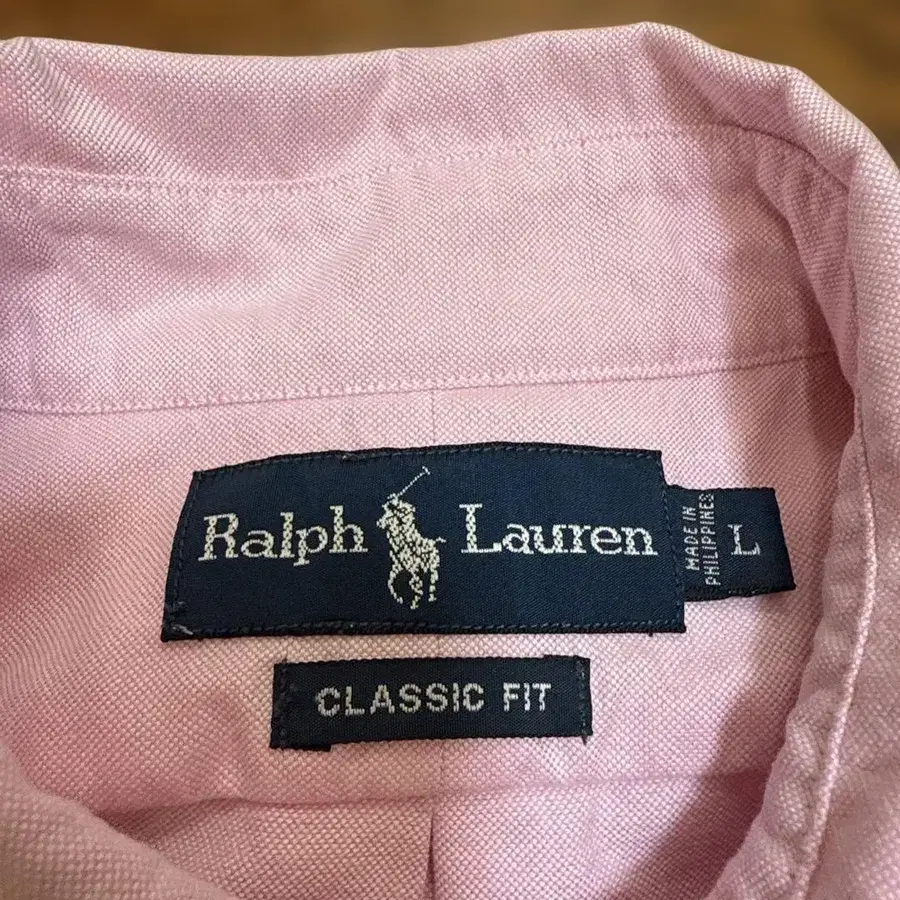 Ralph Lauren
MADE IN
PHILIPPINES
L
CLASSIC FIT